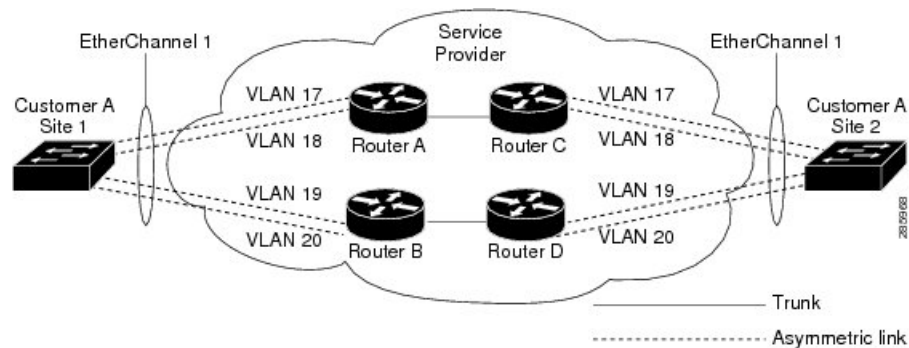 Service
Provider
EtherChannel 1
EtherChannel 1
Customer A
Site 1
VLAN 17
VLAN 18
Router A
Router C
VLAN 17
VLAN 18
Customer A
Site 2
VLAN 19
VLAN 20
Router B
Router D
VLAN 19
VLAN 20
285968
Trunk
Asymmetric link